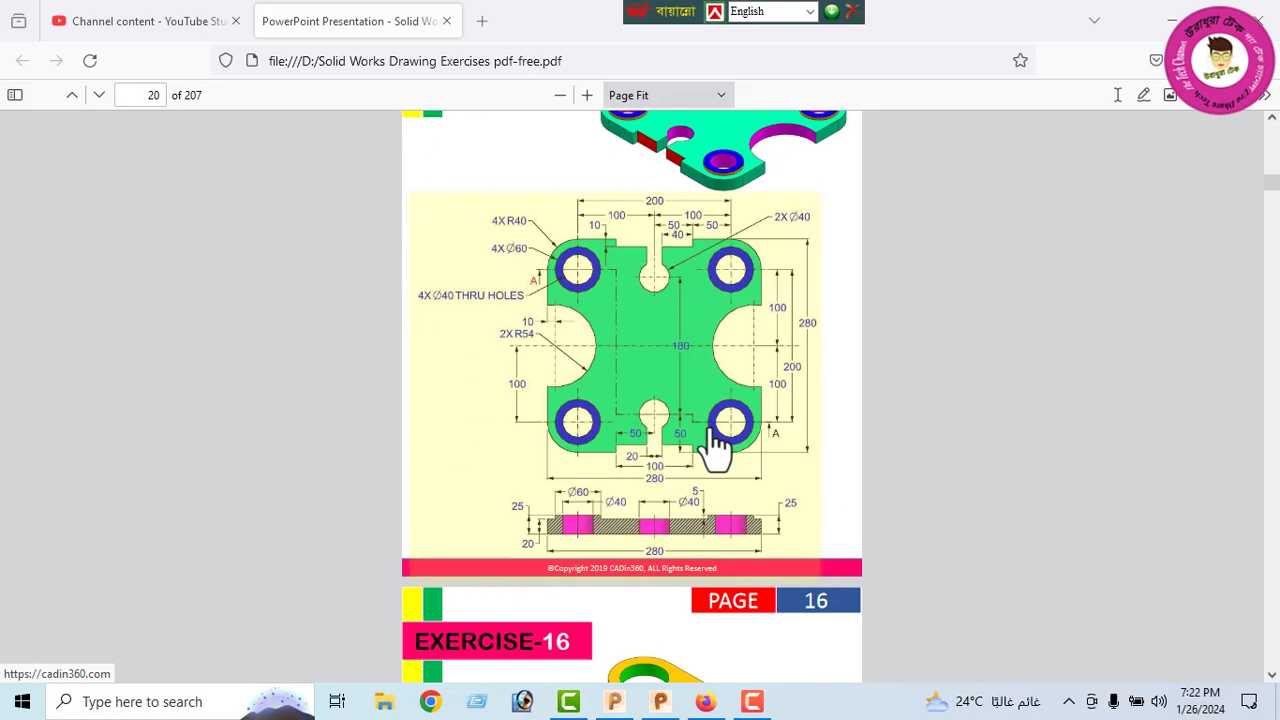 বায়ান্নো
English
YouTube St
PowerPoint Presentation - Solid Wo
উরাধুরা টেক
file:///D:/Solid Works Drawing Exercises pdf free.pdf
20 of 207
Page Fit
200
100 100
50 50
10
40
2X Ø40
4X R40
4X Ø60
A
4X Ø40 THRU HOLES
10
2X R54
100
100
280
180
200
100
100
50 50
A
20
100
280
Ø60
Ø40
Ø40
5
25
25
20
280
©Copyright 2019 CADin360, ALL Rights Reserved
PAGE 16
EXERCISE-16
https://cadin360.com
Type here to search
24°C
7:22 PM
1/26/2024